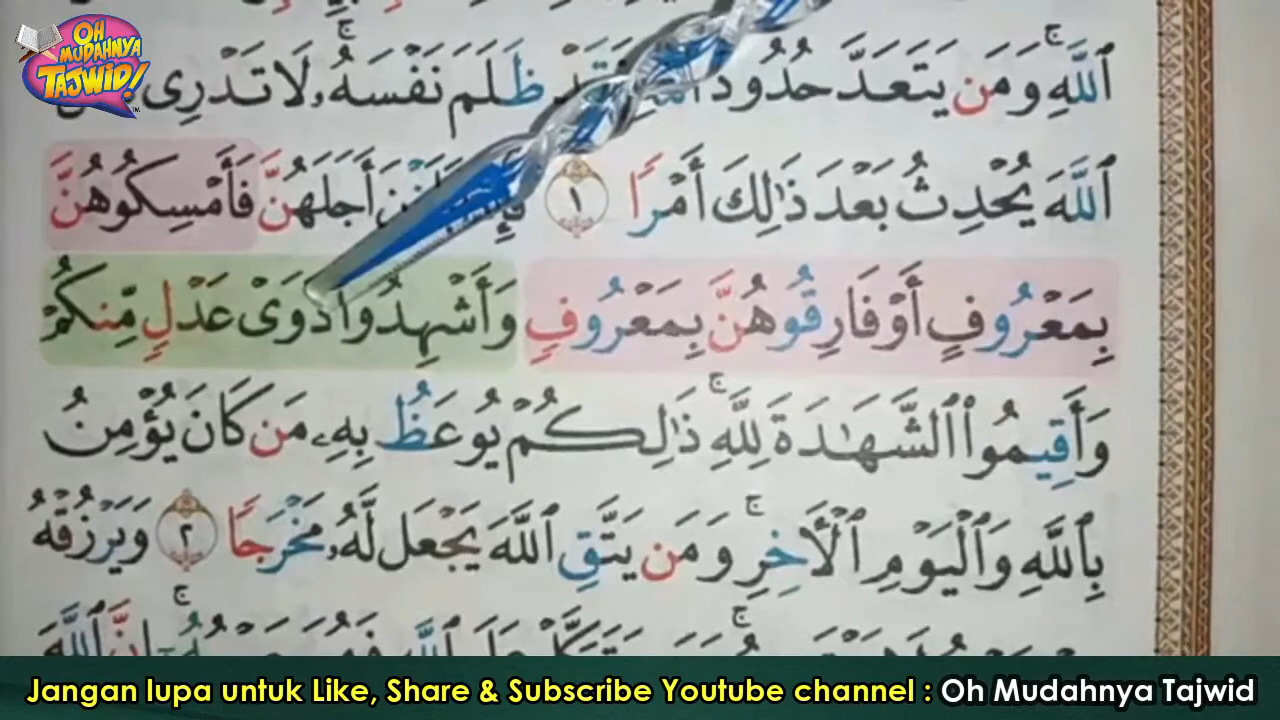 OH
MUDAHNYA
TAJWID!
ٱللَّهِۚ وَمَن يَتَعَدَّ حُدُودَ ظَلَمَ نَفْسَهُۥۚ لَا تَدْرِى
ٱللَّهَ يُحْدِثُ بَعْدَ ذَٰلِكَ أَمْرًا ١ أَجَلَهُنَّ فَأَمْسِكُوهُنَّ
بِمَعْرُوفٍ أَوْ فَارِقُوهُنَّ بِمَعْرُوفٍ وَأَشْهِدُوا۟ ذَوَىْ عَدْلٍ مِّنكُمْ
وَأَقِيمُوا۟ ٱلشَّهَـٰدَةَ لِلَّهِۚ ذَٰلِكُمْ يُوعَظُ بِهِۦ مَن كَانَ يُؤْمِنُ
بِٱللَّهِ وَٱلْيَوْمِ ٱلْـَٔاخِرِۚ وَمَن يَتَّقِ ٱللَّهَ يَجْعَل لَّهُۥ مَخْرَجًا ٢ وَيَرْزُقْهُ
إِنَّ ٱللَّهَ
Jangan lupa untuk Like, Share & Subscribe Youtube channel : Oh Mudahnya Tajwid